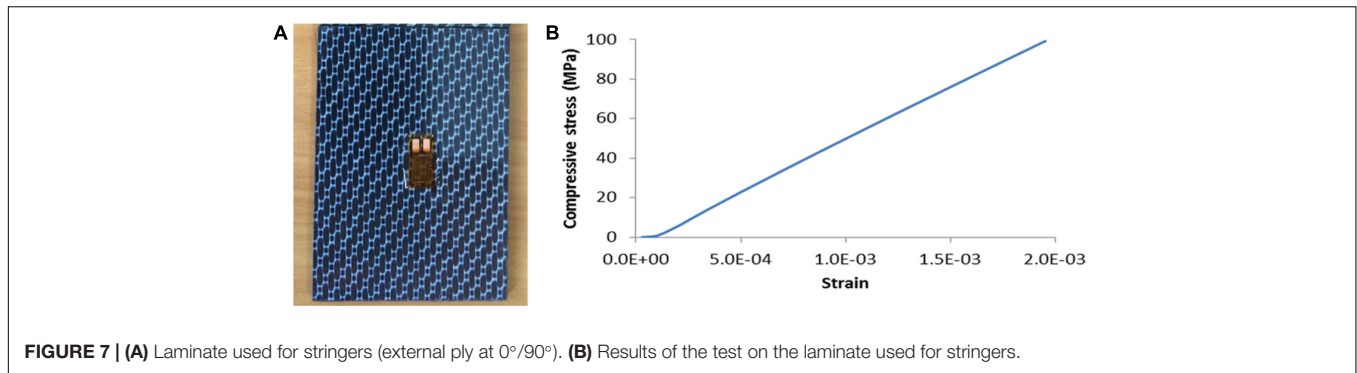 A
B
Compressive stress (MPa)
100
80
60
40
20
0
0.0E+00 5.0E-04 1.0E-03 1.5E-03 2.0E-03
Strain
FIGURE 7 | (A) Laminate used for stringers (external ply at 0°/90°). (B) Results of the test on the laminate used for stringers.